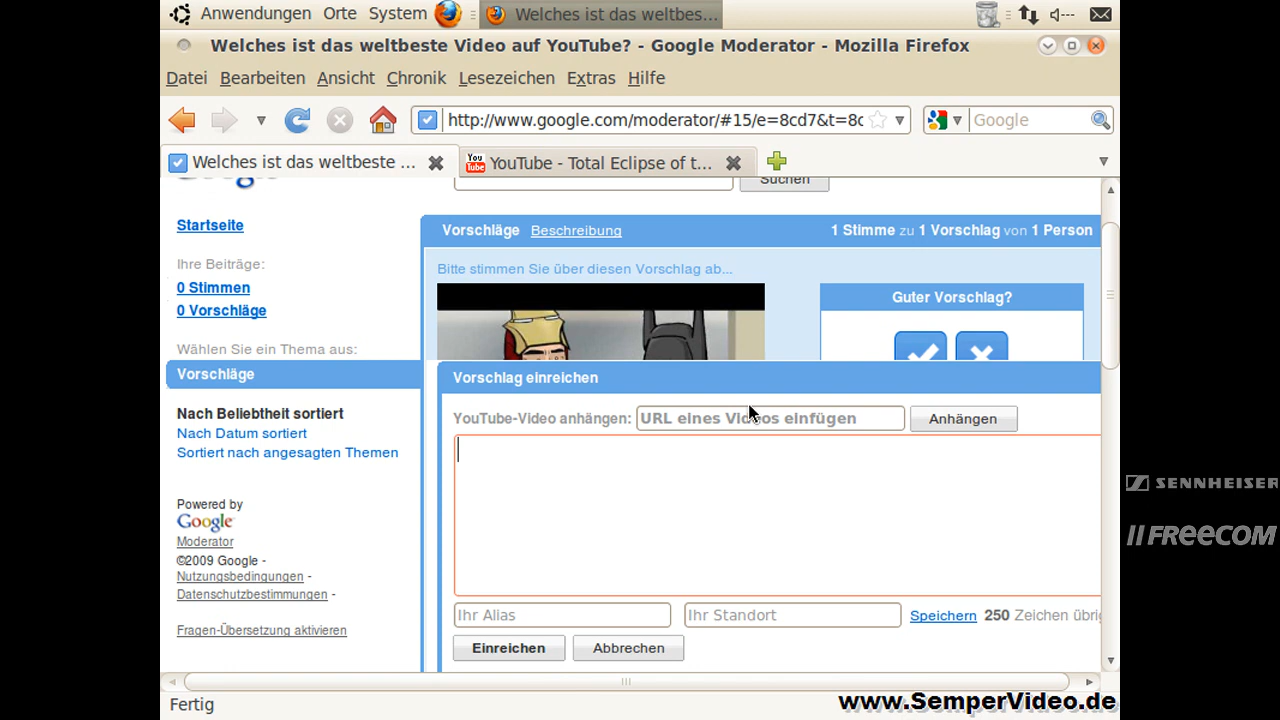 Anwendungen Orte System Welches ist das weltbes...
Welches ist das weltbeste Video auf YouTube? - Google Moderator - Mozilla Firefox
Datei Bearbeiten Ansicht Chronik Lesezeichen Extras Hilfe
http://www.google.com/moderator/#15/e=8cd7&t=8c Google
Welches ist das weltbeste ... You Tube YouTube - Total Eclipse of t...
Google Suchen
Startseite
Vorschläge Beschreibung 1 Stimme zu 1 Vorschlag von 1 Person
Ihre Beiträge:
Bitte stimmen Sie über diesen Vorschlag ab...
0 Stimmen
Guter Vorschlag?
0 Vorschläge
Wählen Sie ein Thema aus:
Vorschläge
Vorschlag einreichen
Nach Beliebtheit sortiert
YouTube-Video anhängen: URL eines Videos einfügen Anhängen
Nach Datum sortiert
Sortiert nach angesagten Themen
SENNHEISER
Powered by
Google
FREECOM
Moderator
©2009 Google -
Nutzungsbedingungen -
Datenschutzbestimmungen -
Ihr Alias Ihr Standort Speichern 250 Zeichen übrig
Fragen-Übersetzung aktivieren
Einreichen Abbrechen
www.SemperVideo.de
Fertig